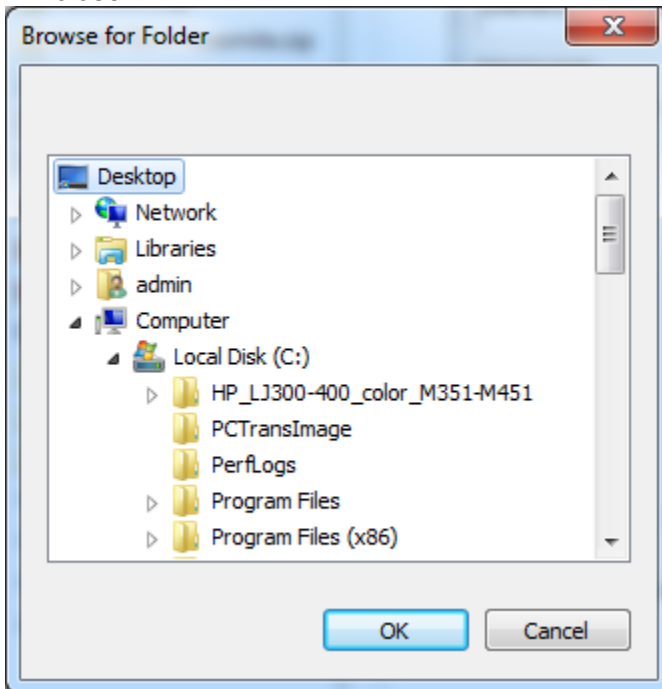 Browse for Folder
Desktop
Network
Libraries
admin
Computer
Local Disk (C:)
HP_LJ300-400_color_M351-M451
PCTransImage
PerfLogs
Program Files
Program Files (x86)
OK
Cancel